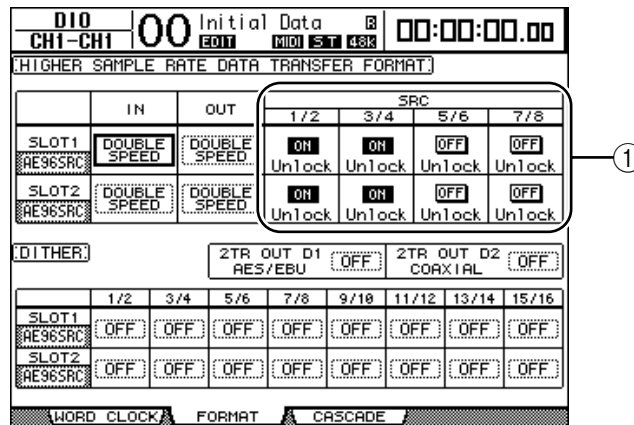 DIO
CH1-CH1
00
Initial Data
R
EDIT
MIDI
ST
48K
00:00:00.00
HIGHER SAMPLE RATE DATA TRANSFER FORMAT
IN OUT SRC
1/2 3/4 5/6 7/8
SLOT1
AE96SRC
DOUBLE SPEED
DOUBLE SPEED
ON ON OFF OFF
Unlock Unlock Unlock Unlock
SLOT2
AE96SRC
DOUBLE SPEED
DOUBLE SPEED
ON ON OFF OFF
Unlock Unlock Unlock Unlock
1
DITHER
2TR OUT D1
AES/EBU
OFF
2TR OUT D2
COAXIAL
OFF
1/2 3/4 5/6 7/8 9/10 11/12 13/14 15/16
SLOT1
AE96SRC
OFF OFF OFF OFF OFF OFF OFF OFF
SLOT2
AE96SRC
OFF OFF OFF OFF OFF OFF OFF OFF
WORD CLOCK FORMAT CASCADE